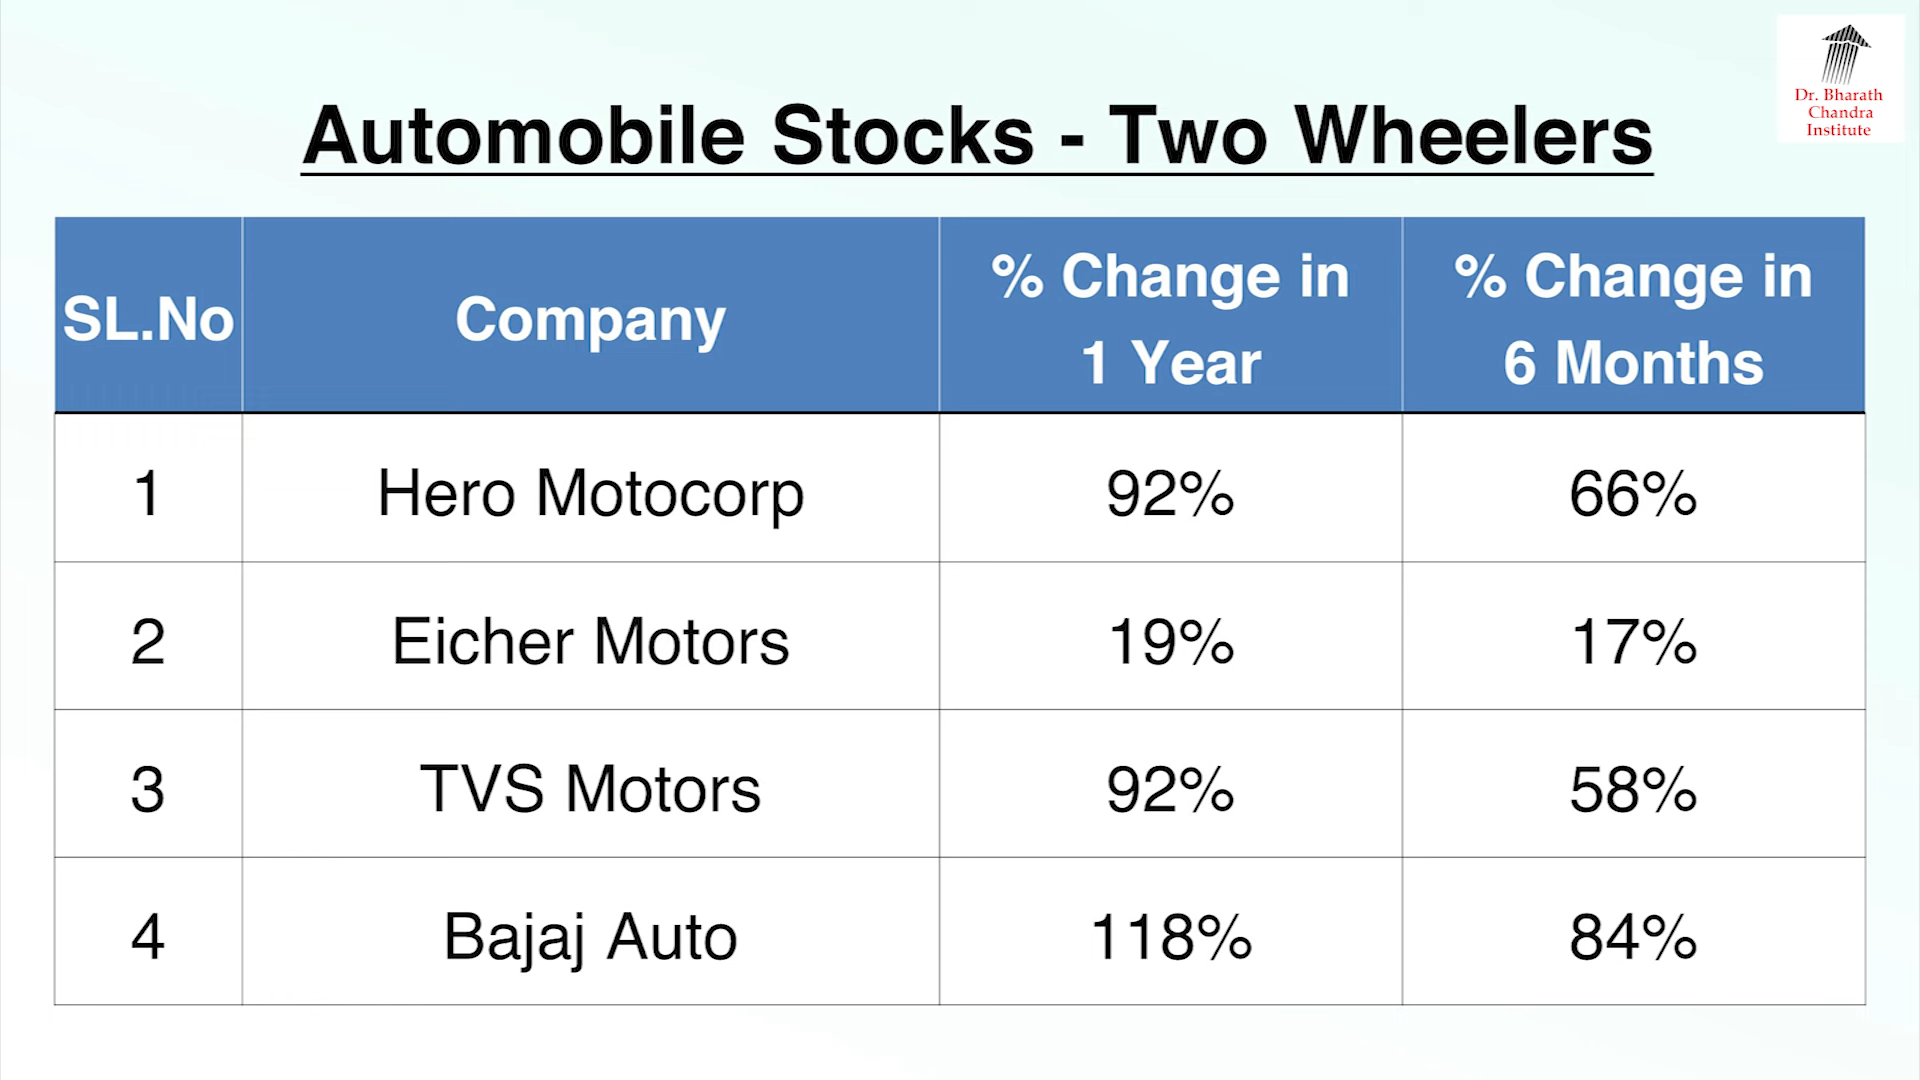 Dr. Bharath
Chandra
Institute
Automobile Stocks - Two Wheelers
SL.No Company % Change in 1 Year % Change in 6 Months
1 Hero Motocorp 92% 66%
2 Eicher Motors 19% 17%
3 TVS Motors 92% 58%
4 Bajaj Auto 118% 84%